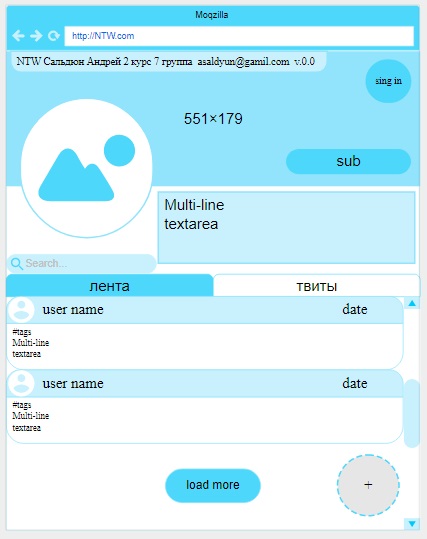 Moqzilla
http://NTW.com
NTW Сальдюн Андрей 2 курс 7 группа asaldyun@gamil.com v.0.0
sing in
551×179
sub
Multi-line
textarea
Search...
лента
твиты
user name date
#tags
Multi-line
textarea
user name date
#tags
Multi-line
textarea
load more
+